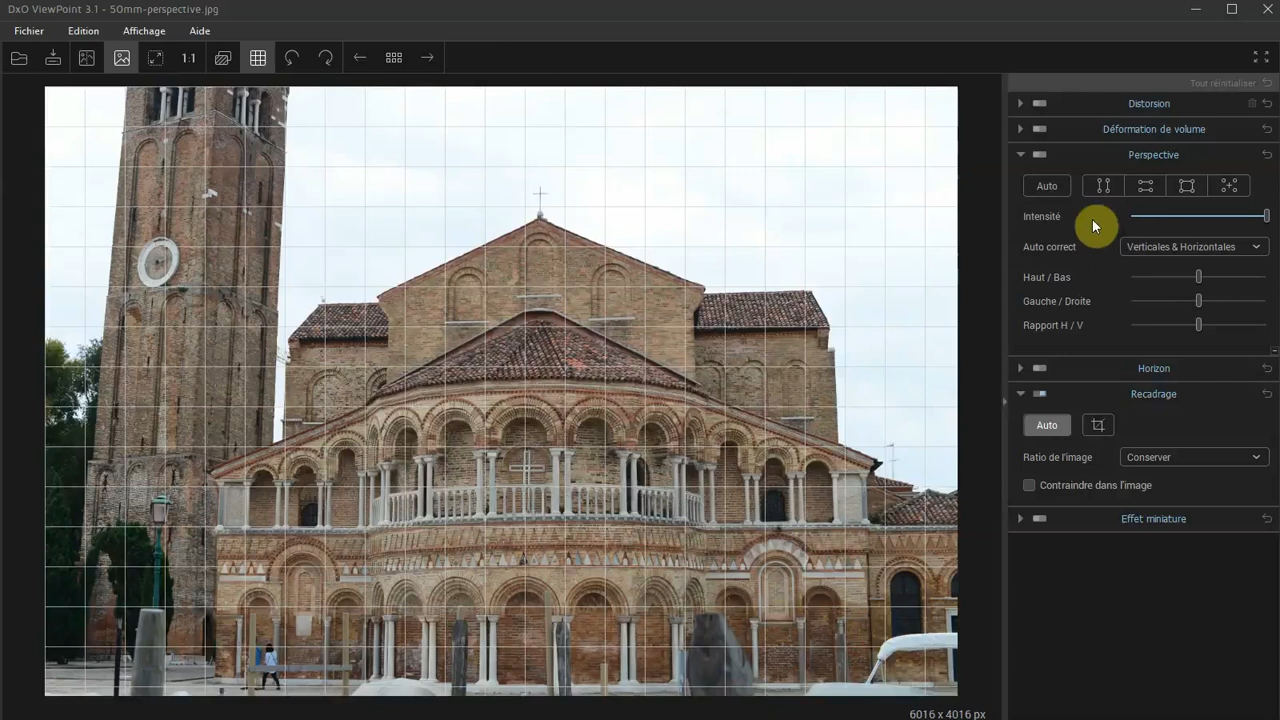 DxO ViewPoint 3.1 - 50mm-perspective.jpg
Fichier Edition Affichage Aide
1:1
Tout réinitialiser
Distorsion
Déformation de volume
Perspective
Auto
Intensité
Auto correct Verticales & Horizontales
Haut / Bas
Gauche / Droite
Rapport H / V
Horizon
Recadrage
Auto
Ratio de l'image Conserver
Contraindre dans l'image
Effet miniature
6016 x 4016 px